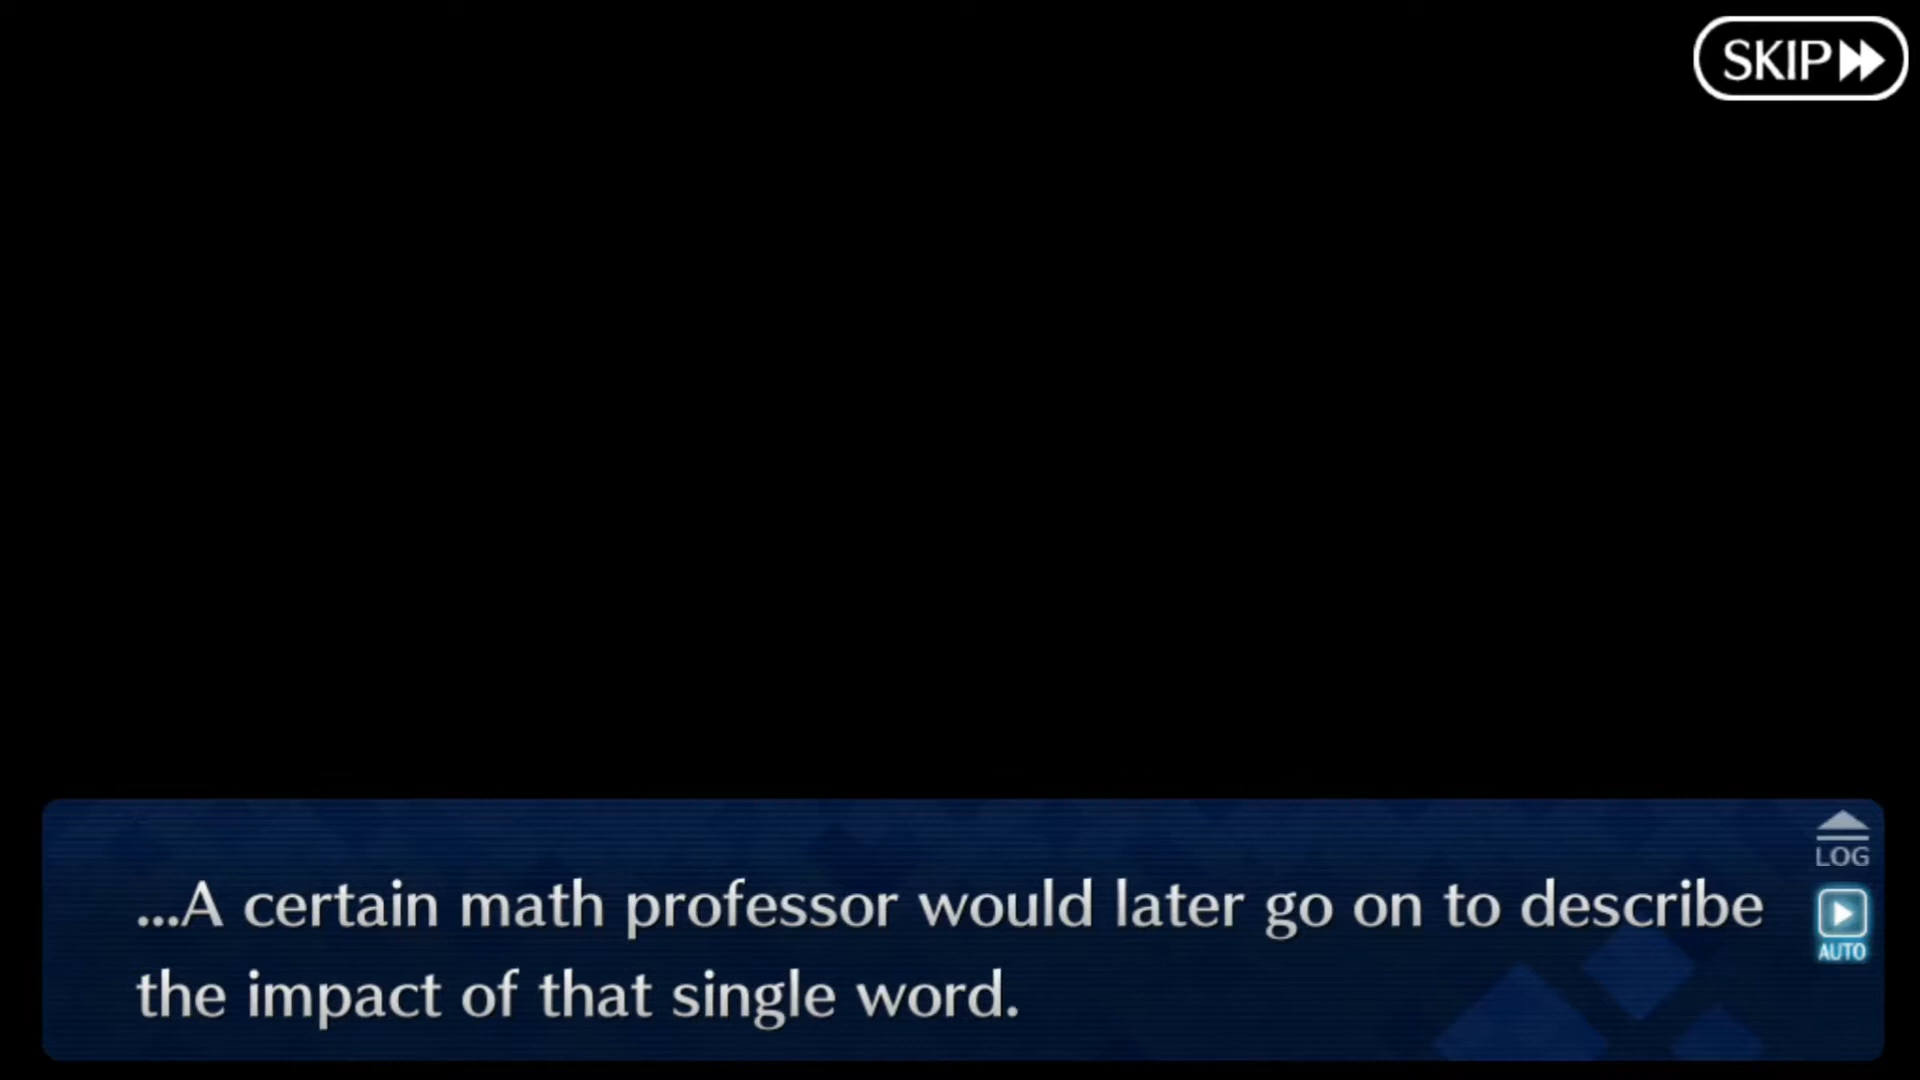 SKIP
LOG
...A certain math professor would later go on to describe
AUTO
the impact of that single word.